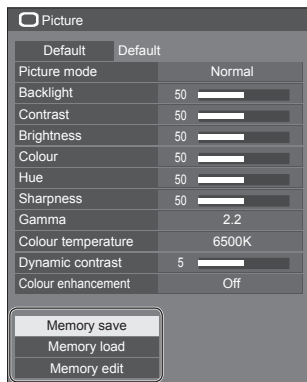 Picture
Default Default
Picture mode Normal
Backlight 50
Contrast 50
Brightness 50
Colour 50
Hue 50
Sharpness 50
Gamma 2.2
Colour temperature 6500K
Dynamic contrast 5
Colour enhancement Off
Memory save
Memory load
Memory edit